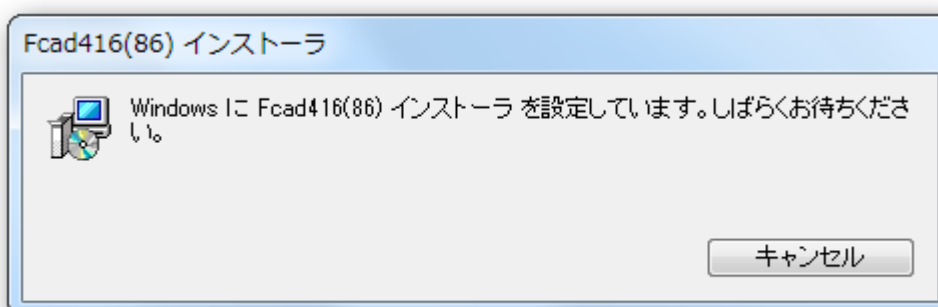 Fcad416(86) インストーラ
Windows に Fcad416(86) インストーラ を設定しています。しばらくお待ちくださ
い。
キャンセル